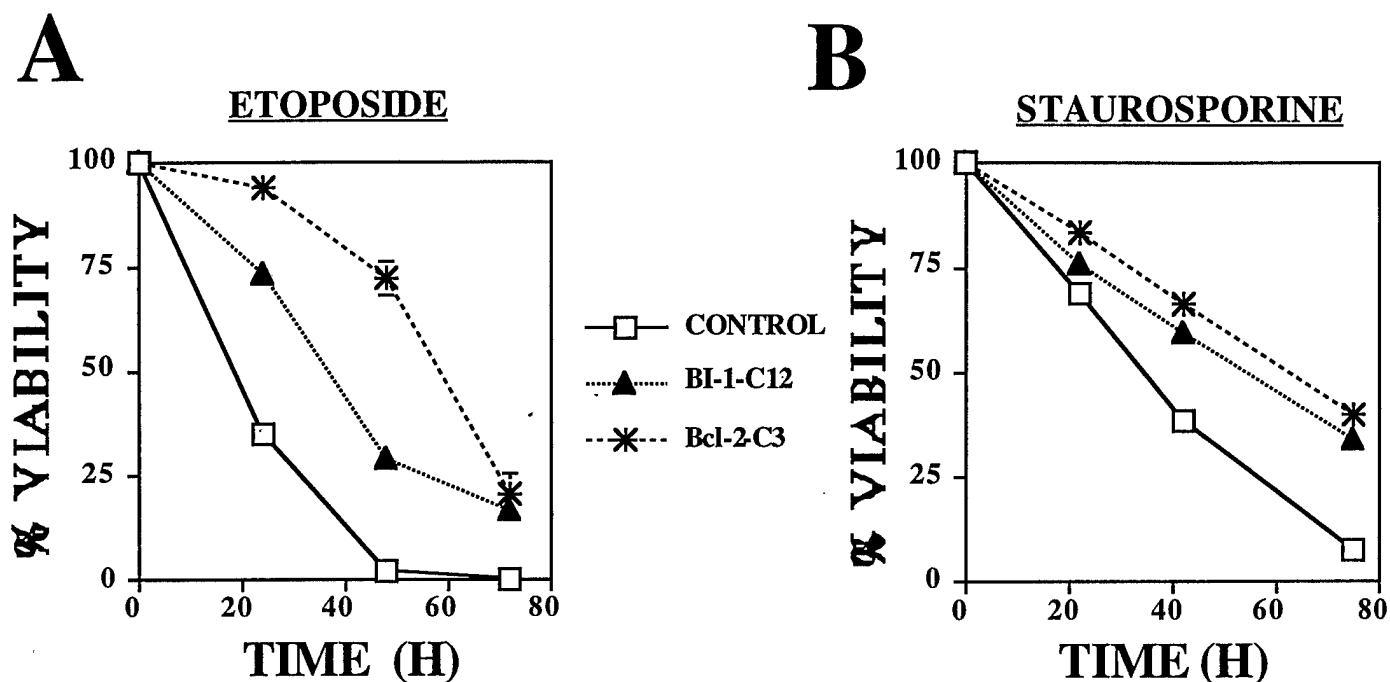 A
ETOPOSIDE
100
75
50
25
0
0 20 40 60 80
% VIABILITY
TIME (H)
CONTROL
BI-1-C12
Bcl-2-C3
B
STAUROSPORINE
100
75
50
25
0
0 20 40 60 80
% VIABILITY
TIME (H)